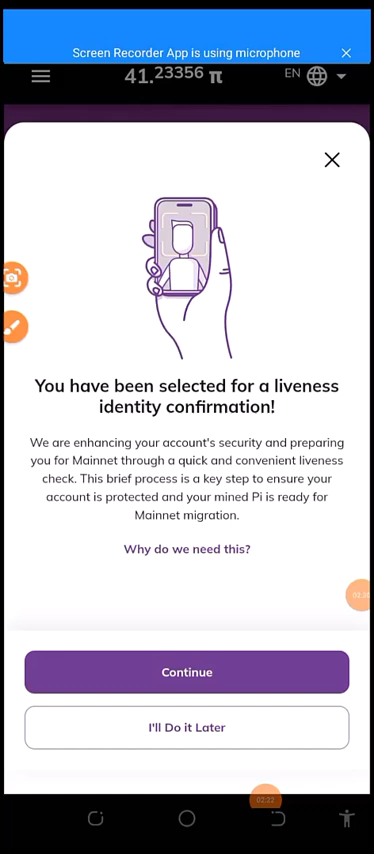 Screen Recorder App is using microphone
41.23356 π
EN
You have been selected for a liveness
identity confirmation!
We are enhancing your account's security and preparing
you for Mainnet through a quick and convenient liveness
check. This brief process is a key step to ensure your
account is protected and your mined Pi is ready for
Mainnet migration.
Why do we need this?
Continue
I'll Do it Later
02:22